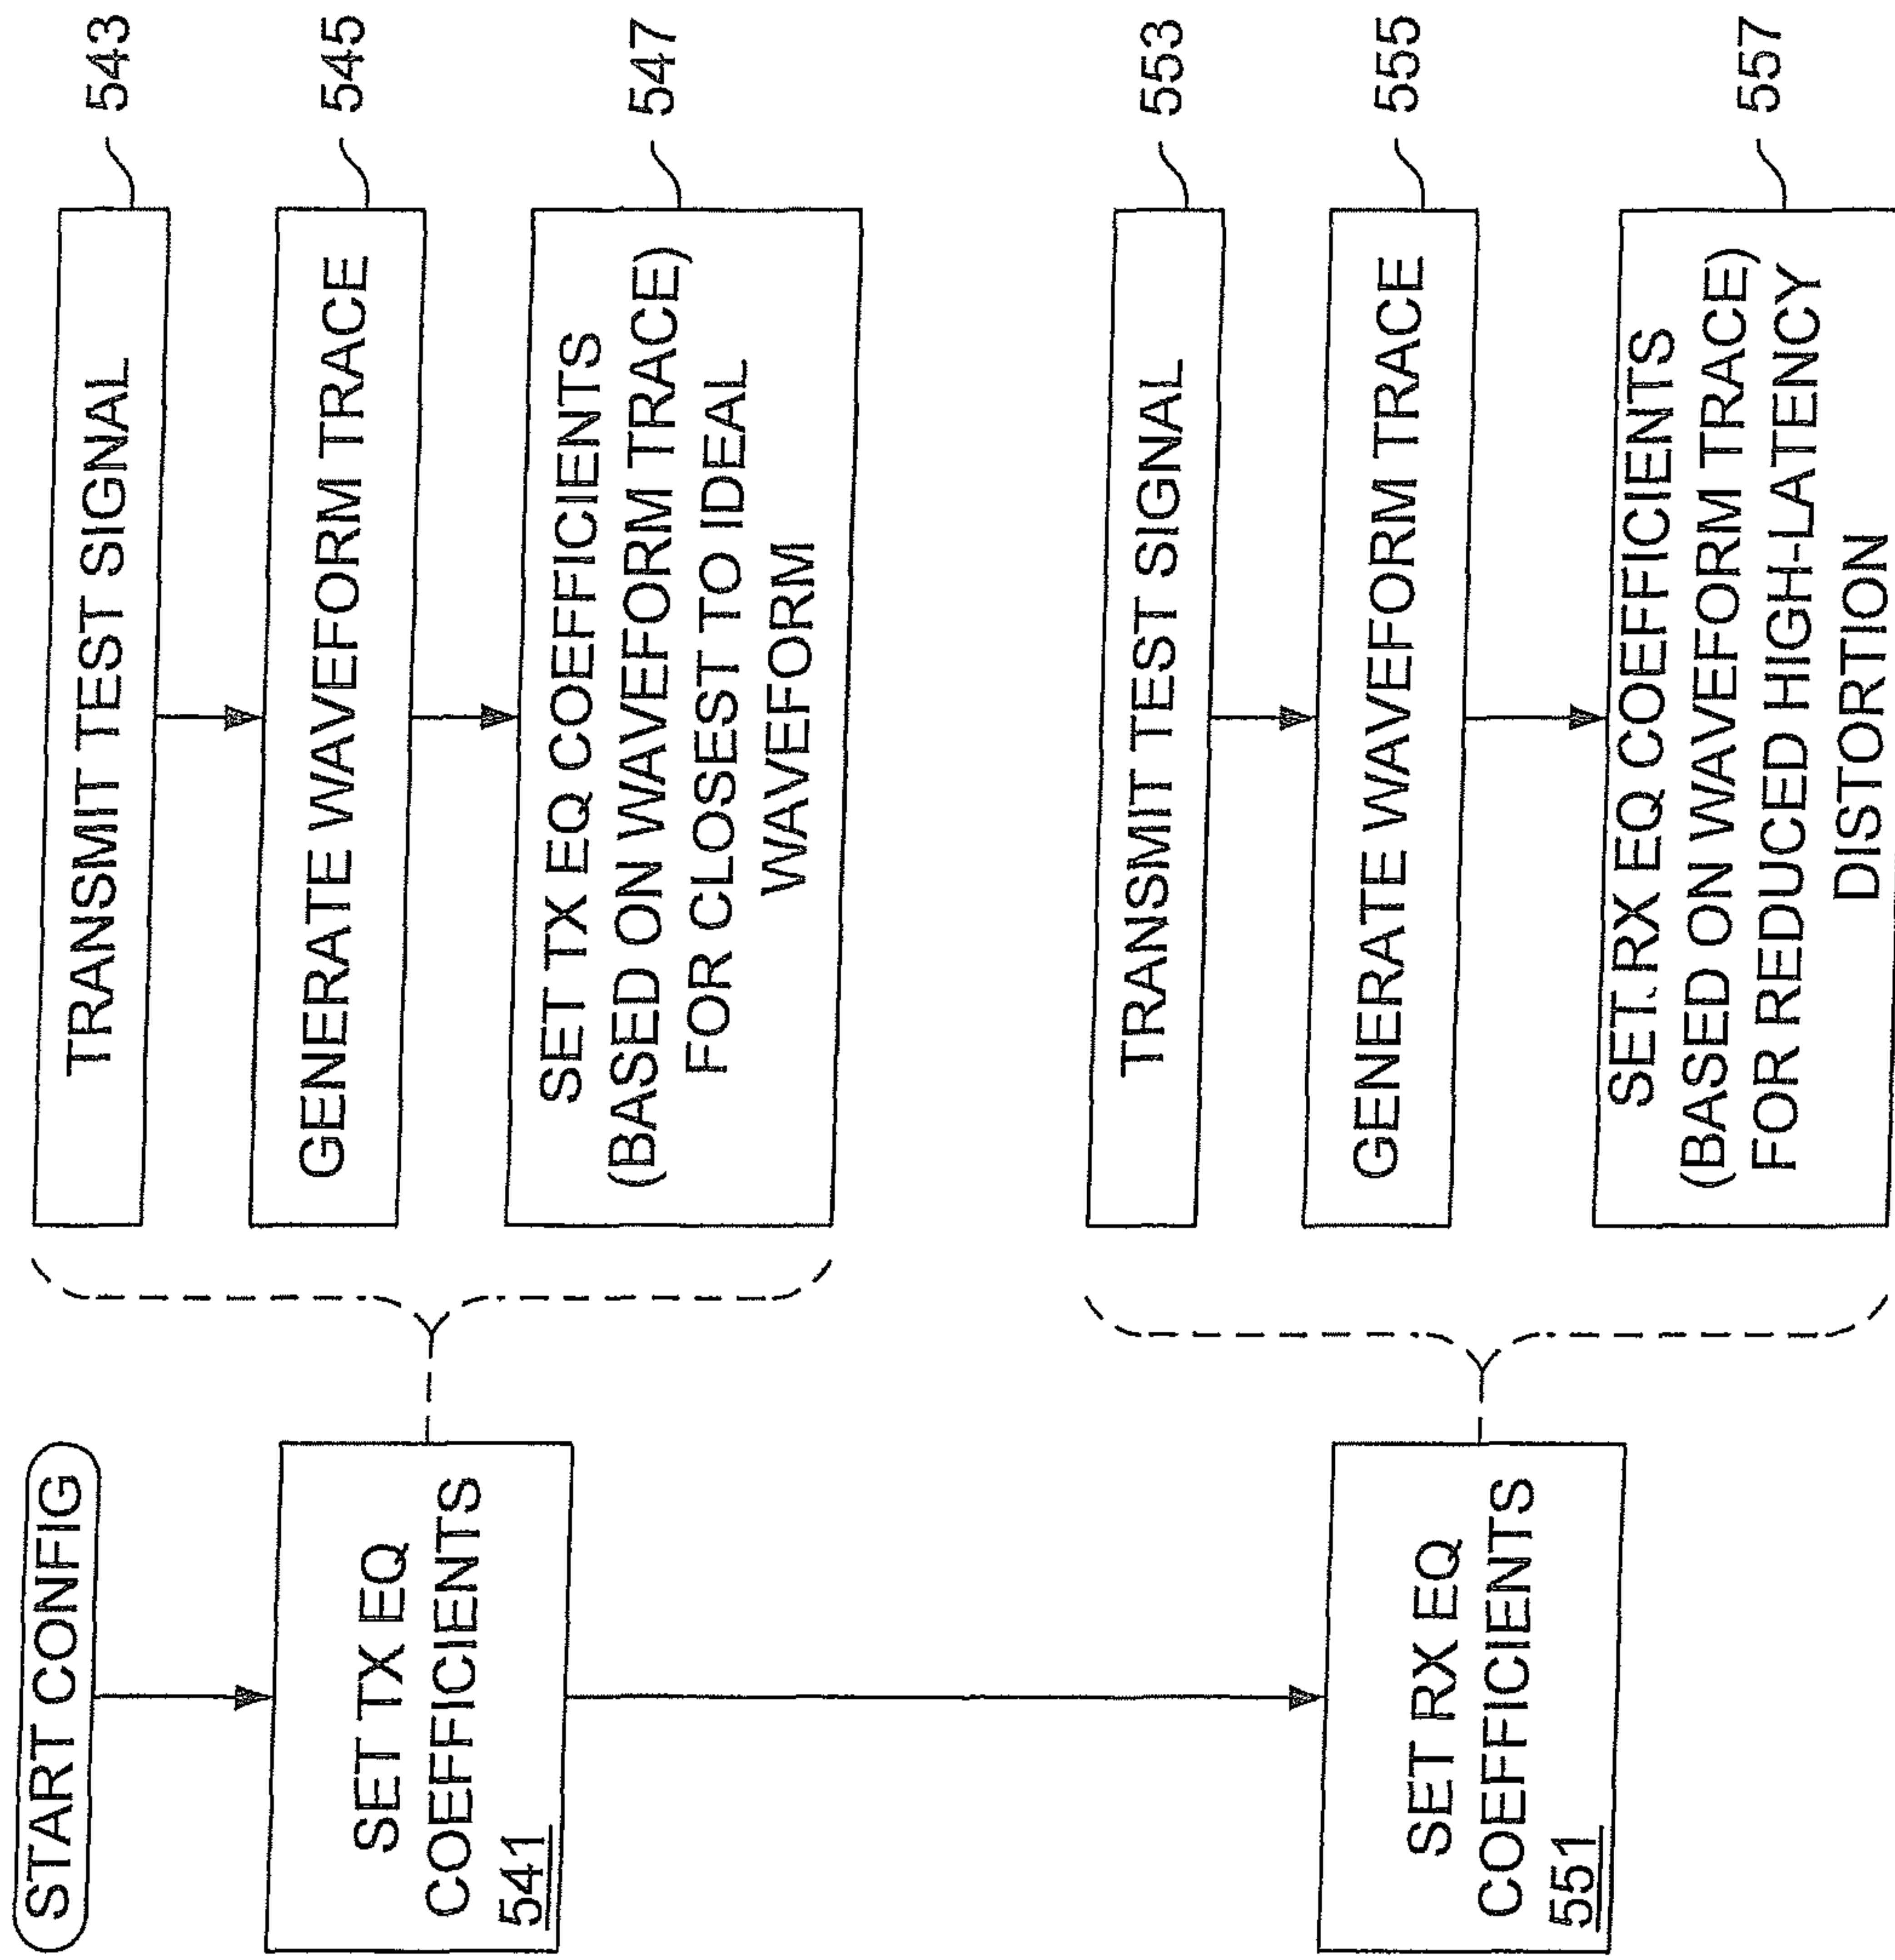 START CONFIG
SET TX EQ
COEFFICIENTS
541
TRANSMIT TEST SIGNAL
543
GENERATE WAVEFORM TRACE
545
SET TX EQ COEFFICIENTS
(BASED ON WAVEFORM TRACE)
FOR CLOSEST TO IDEAL
WAVEFORM
547
SET RX EQ
COEFFICIENTS
551
TRANSMIT TEST SIGNAL
553
GENERATE WAVEFORM TRACE
555
SET RX EQ COEFFICIENTS
(BASED ON WAVEFORM TRACE)
FOR REDUCED HIGH-LATENCY
DISTORTION
557